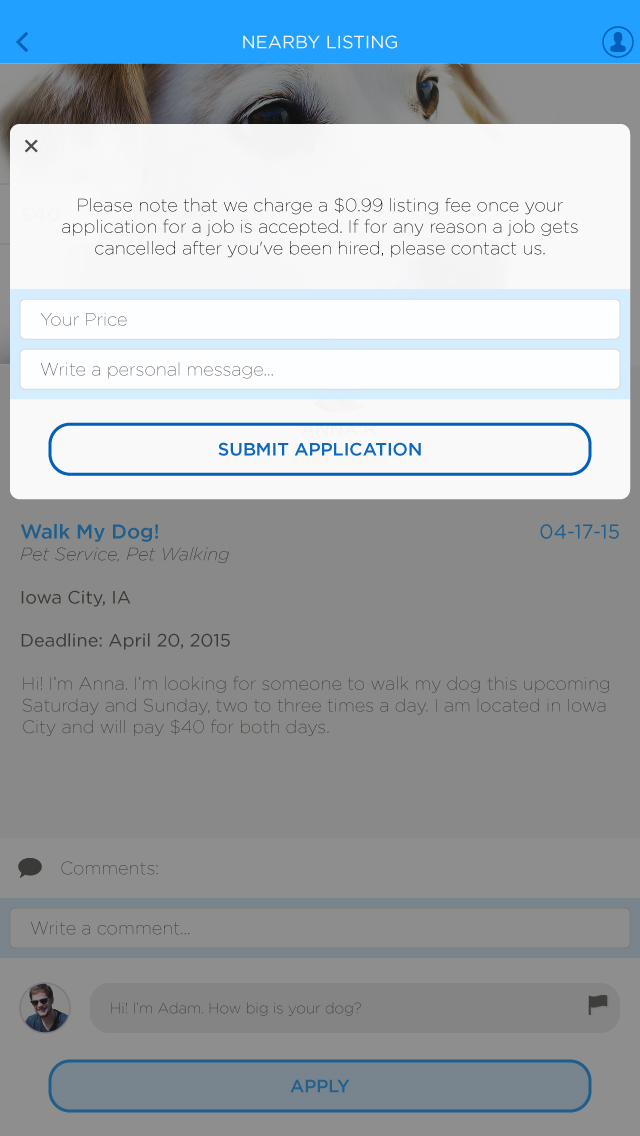 NEARBY LISTING
Please note that we charge a $0.99 listing fee once your
application for a job is accepted. If for any reason a job gets
cancelled after you've been hired, please contact us.
Your Price
Write a personal message...
SUBMIT APPLICATION
Walk My Dog!
04-17-15
Pet Service, Pet Walking
Iowa City, IA
Deadline: April 20, 2015
Hi! I'm Anna. I'm looking for someone to walk my dog this upcoming
Saturday and Sunday, two to three times a day. I am located in Iowa
City and will pay $40 for both days.
Comments:
Write a comment...
Hi! I'm Adam. How big is your dog?
APPLY